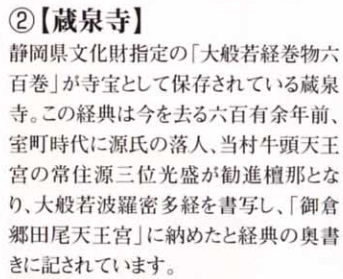 ②【蔵泉寺】
静岡県文化財指定の「大般若経巻物六
百巻」が寺宝として保存されている蔵泉
寺。この経典は今を去る六百有余年前、
室町時代に源氏の落人、当村牛頭天王
宮の常住源三位光盛が勧進檀那とな
り、大般若波羅密多経を書写し、「御倉
郷田尾天王宮」に納めたと経典の奥書
きに記されています。